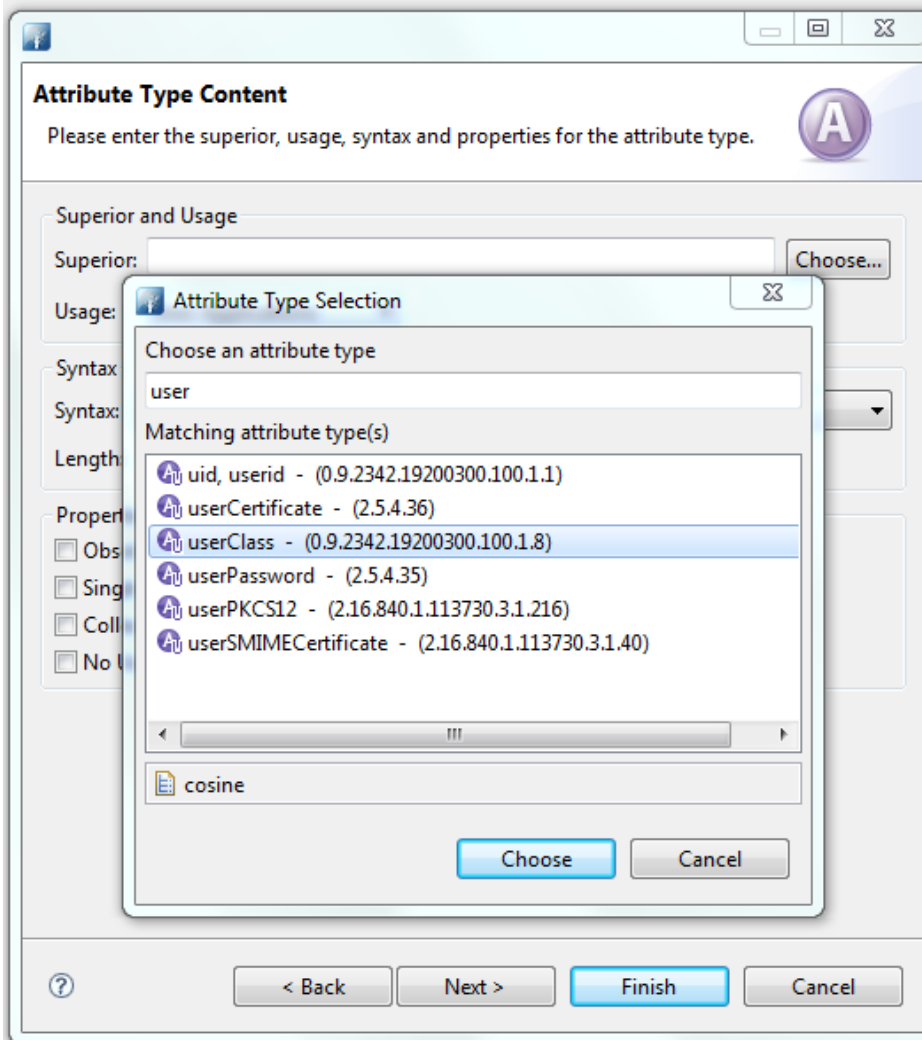 Attribute Type Content
Please enter the superior, usage, syntax and properties for the attribute type.
A
Superior and Usage
Superior:
Choose...
Usage:
Attribute Type Selection
Choose an attribute type
user
Matching attribute type(s)
uid, userid - (0.9.2342.19200300.100.1.1)
userCertificate - (2.5.4.36)
userClass - (0.9.2342.19200300.100.1.8)
userPassword - (2.5.4.35)
userPKCS12 - (2.16.840.1.113730.3.1.216)
userSMIMECertificate - (2.16.840.1.113730.3.1.40)
cosine
Choose Cancel
Syntax
Syntax:
Length
Propert
Obs
Sing
Coll
No U
< Back Next > Finish Cancel